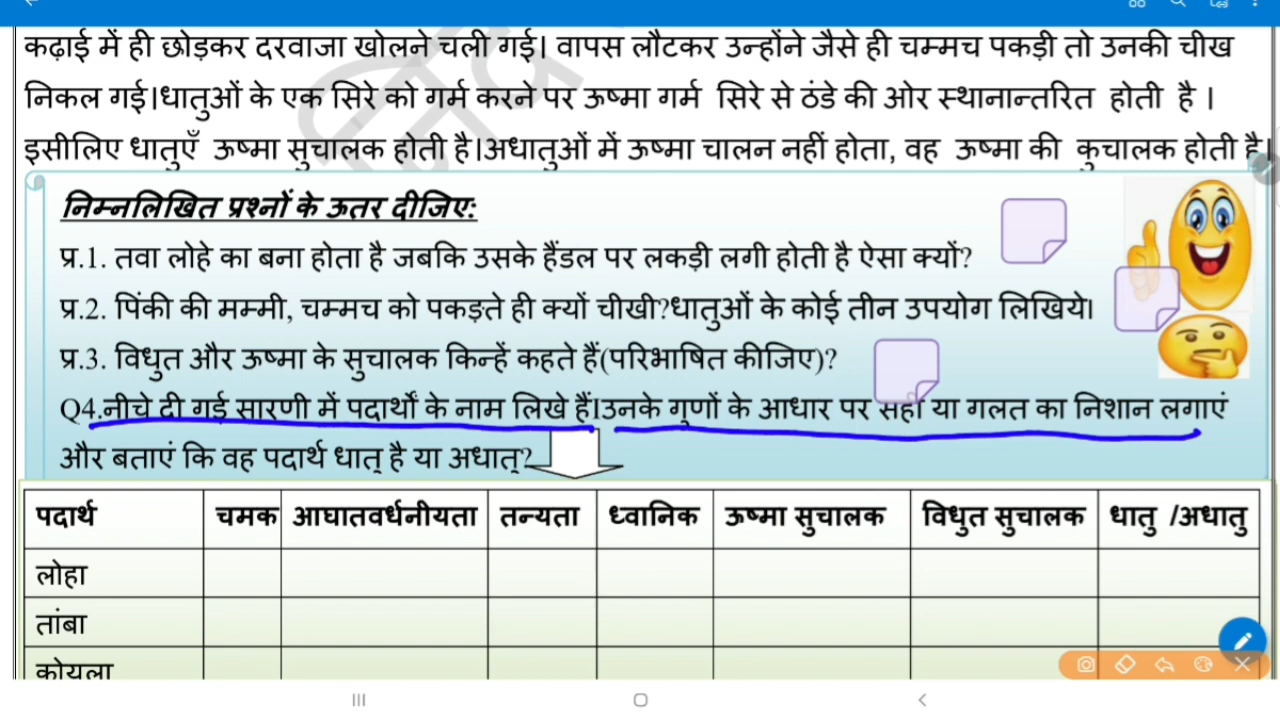 कढ़ाई में ही छोड़कर दरवाजा खोलने चली गई। वापस लौटकर उन्होंने जैसे ही चम्मच पकड़ी तो उनकी चीख
निकल गई।धातुओं के एक सिरे को गर्म करने पर ऊष्मा गर्म सिरे से ठंडे की ओर स्थानान्तरित होती है ।
इसीलिए धातुएँ ऊष्मा सुचालक होती है।अधातुओं में ऊष्मा चालन नहीं होता, वह ऊष्मा की कुचालक होती है।
निम्नलिखित प्रश्नों के ऊतर दीजिए:
प्र.1. तवा लोहे का बना होता है जबकि उसके हैंडल पर लकड़ी लगी होती है ऐसा क्यों?
प्र.2. पिंकी की मम्मी, चम्मच को पकड़ते ही क्यों चीखी?धातुओं के कोई तीन उपयोग लिखिये।
प्र.3. विधुत और ऊष्मा के सुचालक किन्हें कहते हैं(परिभाषित कीजिए)?
Q4.नीचे दी गई सारणी में पदार्थों के नाम लिखे हैं।उनके गुणों के आधार पर सही या गलत का निशान लगाएं
और बताएं कि वह पदार्थ धातु है या अधातु?
पदार्थ चमक आघातवर्धनीयता तन्यता ध्वानिक ऊष्मा सुचालक विधुत सुचालक धातु /अधातु
लोहा
तांबा
कोयला